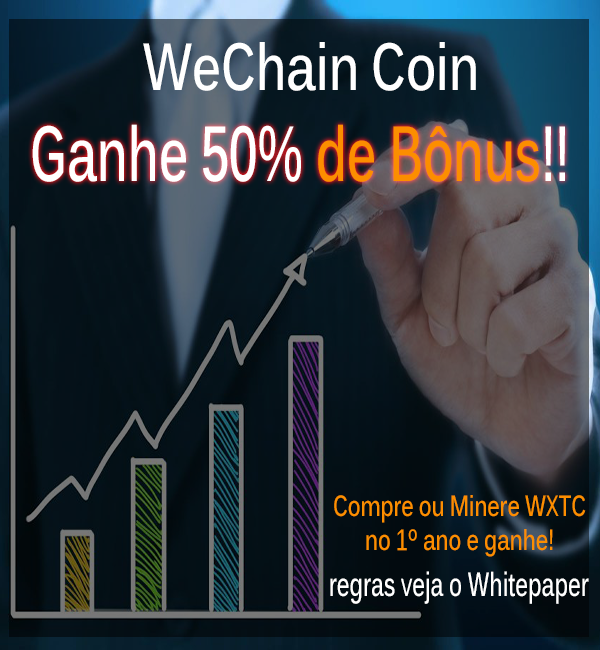 WeChain Coin
Ganhe 50% de Bônus!!
Compre ou Minere WXTC
no 1º ano e ganhe!
regras veja o Whitepaper